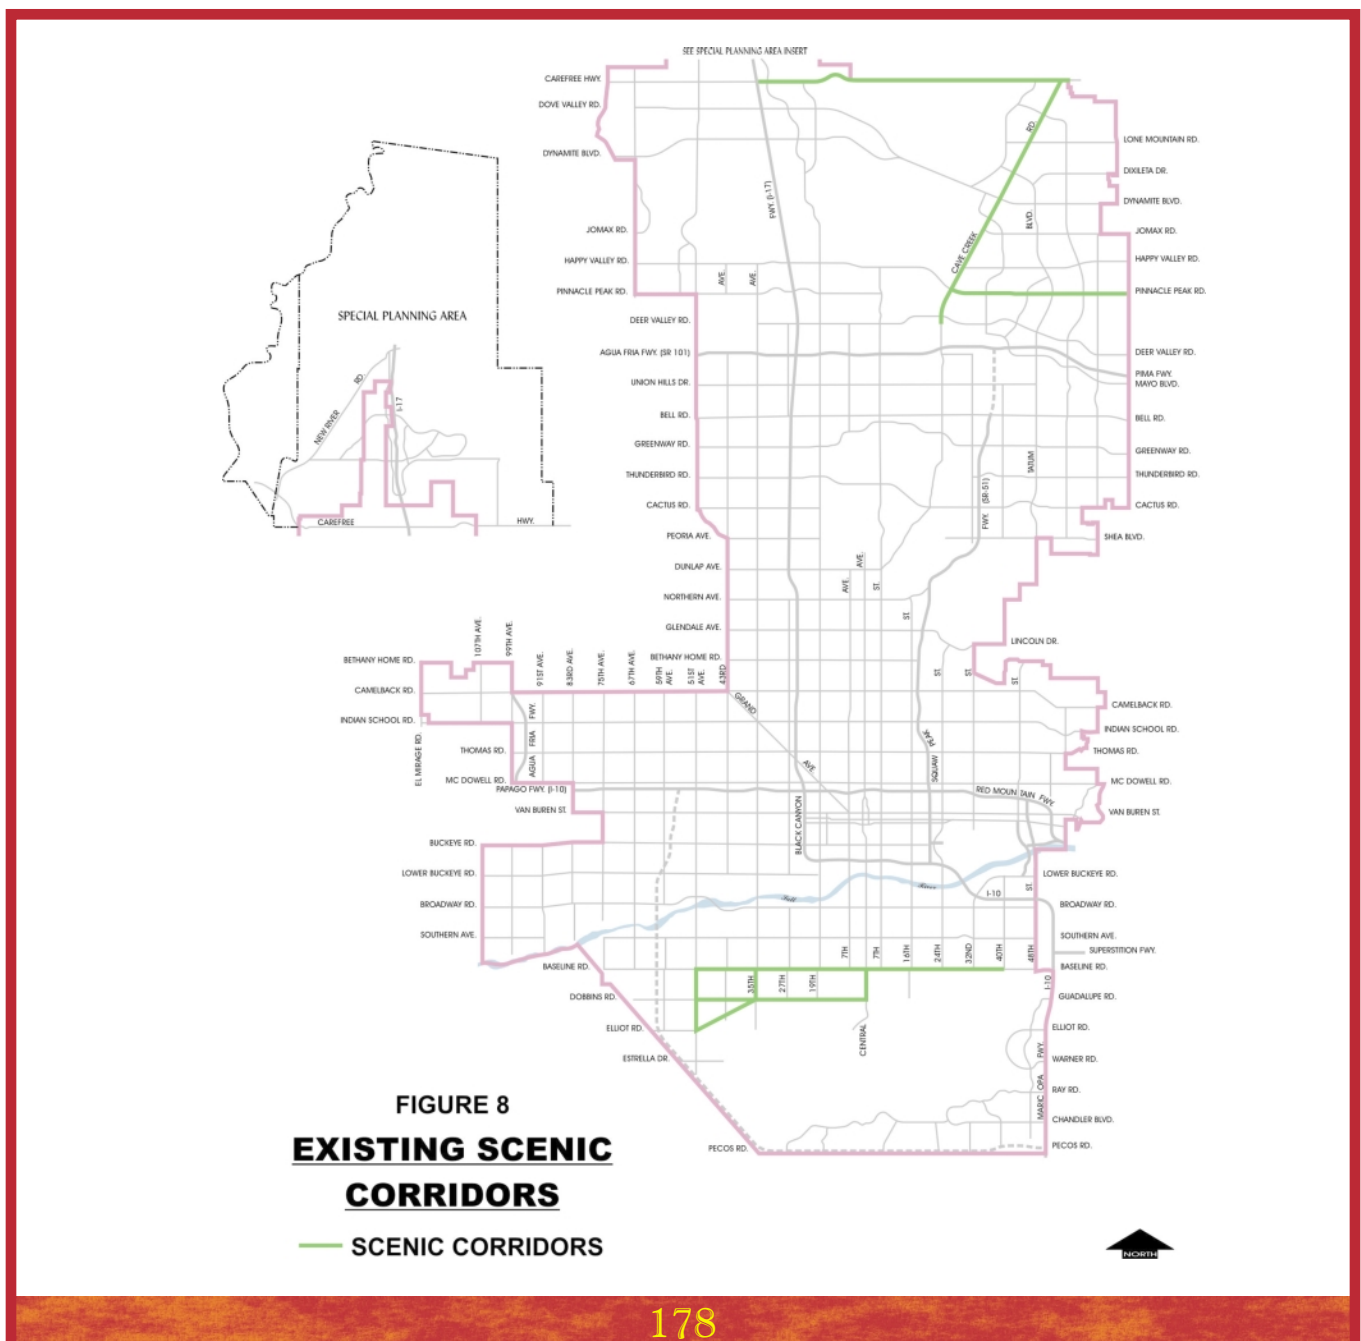 SEE SPECIAL PLANNING AREA INSERT
CAREFREE HWY.
DOVE VALLEY RD.
DYNAMITE BLVD.
JOMAX RD.
HAPPY VALLEY RD.
PINNACLE PEAK RD.
DEER VALLEY RD.
AGUA FRIA FWY. (SR 101)
UNION HILLS DR.
BELL RD.
GREENWAY RD.
THUNDERBIRD RD.
CACTUS RD.
PEORIA AVE.
DUNLAP AVE.
NORTHERN AVE.
GLENDALE AVE.
BETHANY HOME RD.
FWY. (I-17)
AVE.
AVE.
CAVE CREEK
RD.
BLVD.
TATUM
FWY.
(SR-51)
AVE.
AVE.
ST.
ST.
ST.
ST.
ST.
LONE MOUNTAIN RD.
DIXILETA DR.
DYNAMITE BLVD.
JOMAX RD.
HAPPY VALLEY RD.
PINNACLE PEAK RD.
DEER VALLEY RD.
PIMA FWY.
MAYO BLVD.
BELL RD.
GREENWAY RD.
THUNDERBIRD RD.
CACTUS RD.
SHEA BLVD.
LINCOLN DR.
CAMELBACK RD.
INDIAN SCHOOL RD.
THOMAS RD.
MC DOWELL RD.
VAN BUREN ST.
LOWER BUCKEYE RD.
BROADWAY RD.
SOUTHERN AVE.
SUPERSTITION FWY.
BASELINE RD.
GUADALUPE RD.
ELLIOT RD.
WARNER RD.
RAY RD.
CHANDLER BLVD.
PECOS RD.
SPECIAL PLANNING AREA
NEW RIVER
RD.
I-17
CAREFREE
HWY.
107TH AVE.
99TH AVE.
91ST AVE.
83RD AVE.
75TH AVE.
67TH AVE.
59TH
AVE.
51ST
AVE.
43RD
BETHANY HOME RD.
CAMELBACK RD.
INDIAN SCHOOL RD.
EL MIRAGE RD.
THOMAS RD.
MC DOWELL RD.
AGUA FRIA FWY.
PAPAGO FWY. (I-10)
VAN BUREN ST.
BUCKEYE RD.
LOWER BUCKEYE RD.
BROADWAY RD.
SOUTHERN AVE.
BASELINE RD.
DOBBINS RD.
ELLIOT RD.
ESTRELLA DR.
PECOS RD.
GRAND
AVE.
BLACK CANYON
SQUAW PEAK
RED MOUNTAIN FWY.
Salt
River
I-10
ST.
35TH
27TH
19TH
7TH
7TH
16TH
24TH
32ND
40TH
48TH
I-10
CENTRAL
MARICOPA FWY.
FIGURE 8
EXISTING SCENIC
CORRIDORS
SCENIC CORRIDORS
NORTH
178